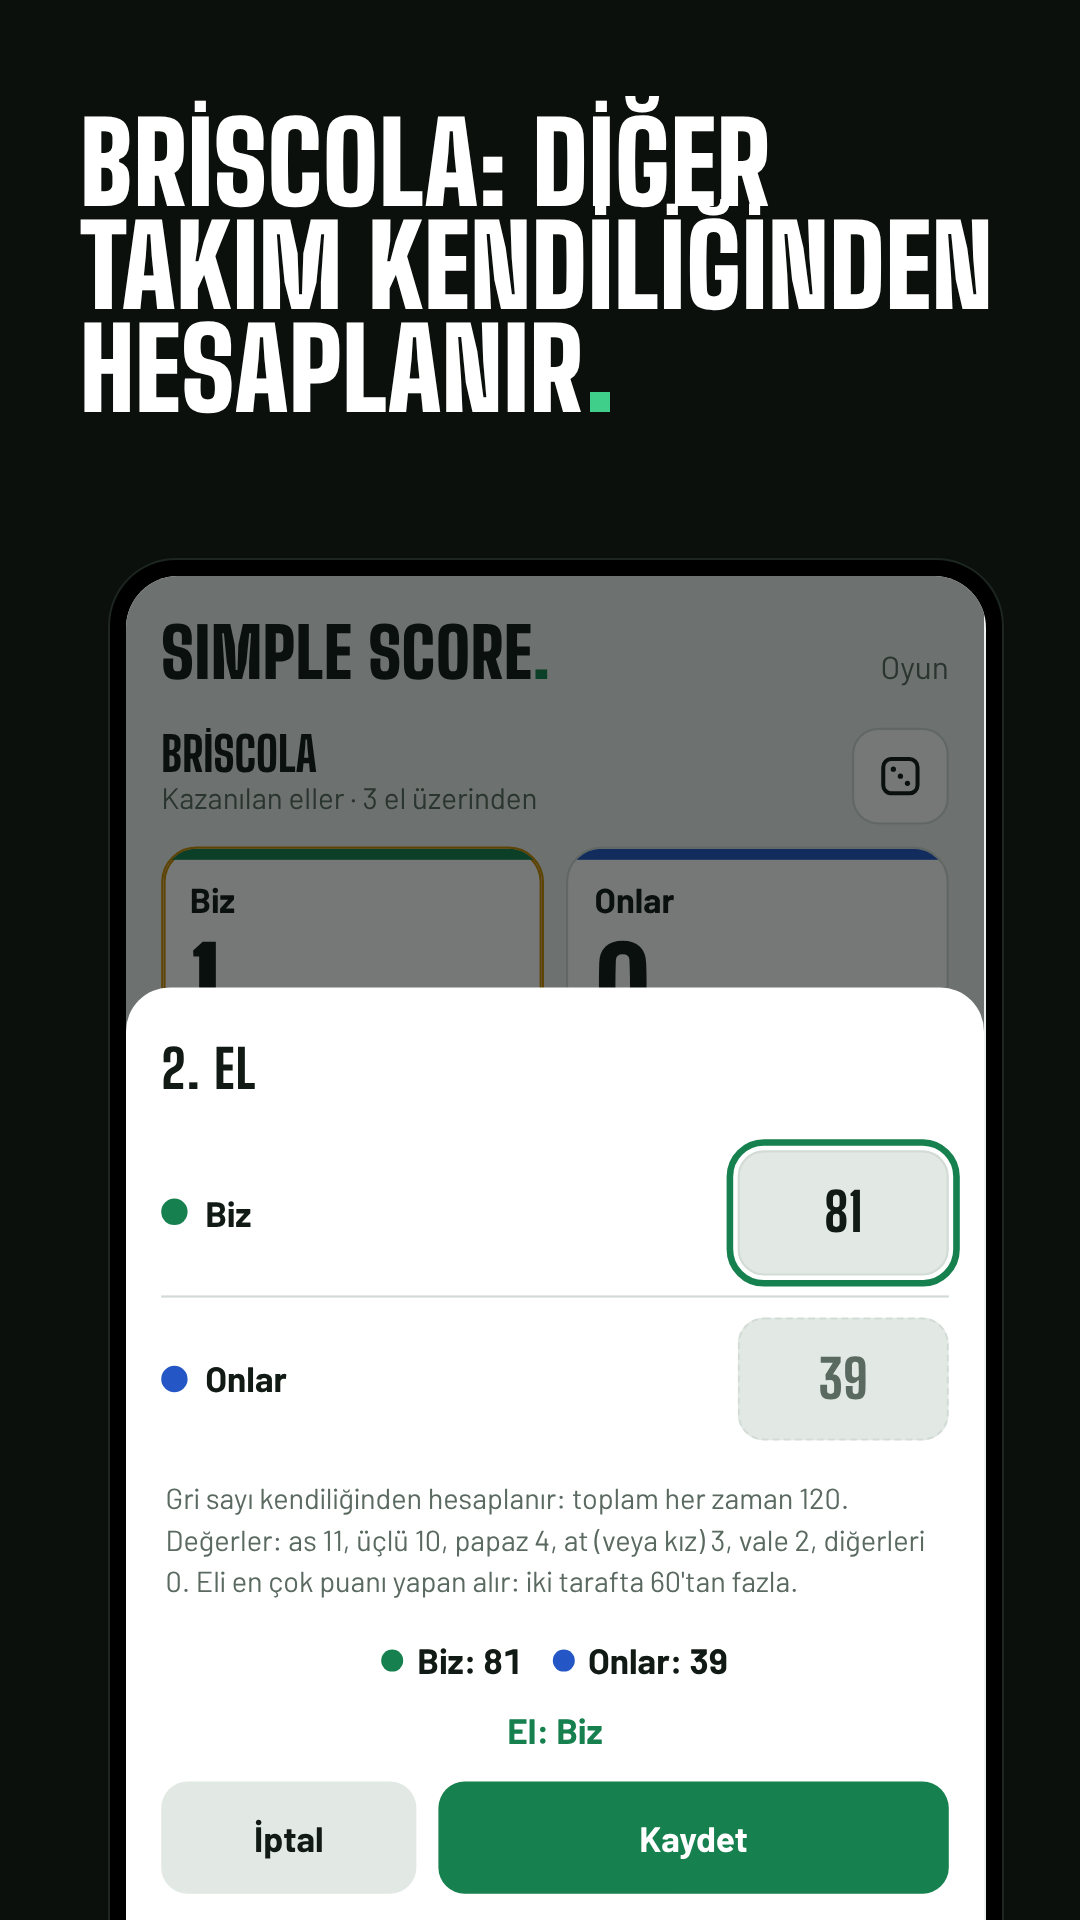 BRİSCOLA: DİĞER
TAKIM KENDİLİĞİNDEN
HESAPLANIR.
SIMPLE SCORE.
Oyun
BRİSCOLA
Kazanılan eller · 3 el üzerinden
Biz
Onlar
1
0
2. EL
Biz
81
Onlar
39
Gri sayı kendiliğinden hesaplanır: toplam her zaman 120.
Değerler: as 11, üçlü 10, papaz 4, at (veya kız) 3, vale 2, diğerleri
0. Eli en çok puanı yapan alır: iki tarafta 60'tan fazla.
Biz: 81 Onlar: 39
El: Biz
İptal
Kaydet